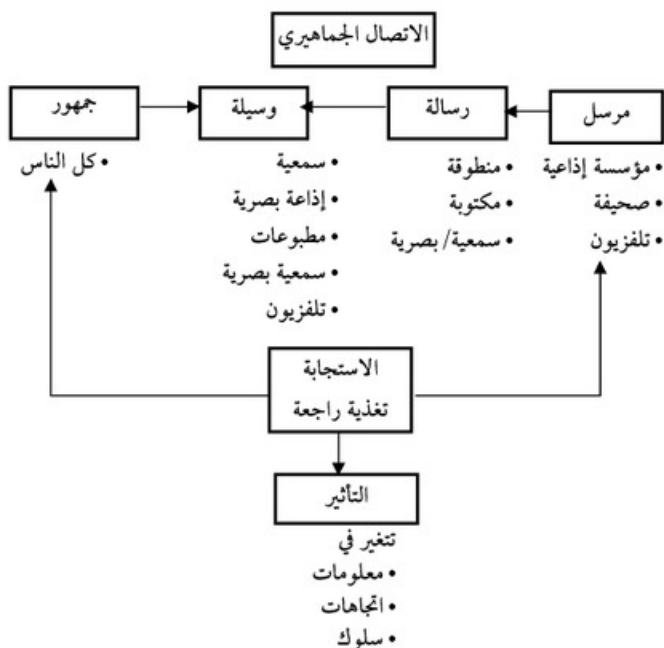 الاتصال الجماهيري
مرسل
• مؤسسة إذاعية
• صحيفة
• تلفزيون
رسالة
• منطوقة
• مكتوبة
• سمعية/ بصرية
وسيلة
• سمعية
• إذاعة بصرية
• مطبوعات
• سمعية بصرية
• تلفزيون
جمهور
• كل الناس
الاستجابة
تغذية راجعة
التأثير
تتغير في
• معلومات
• اتجاهات
• سلوك